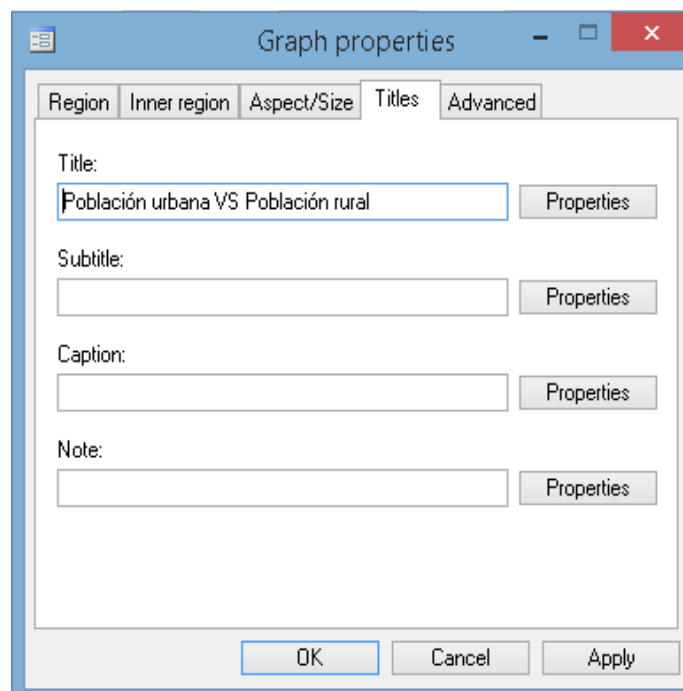 Graph properties
Region Inner region Aspect/Size Titles Advanced
Title:
Población urbana VS Población rural Properties
Subtitle:
Properties
Caption:
Properties
Note:
Properties
OK Cancel Apply